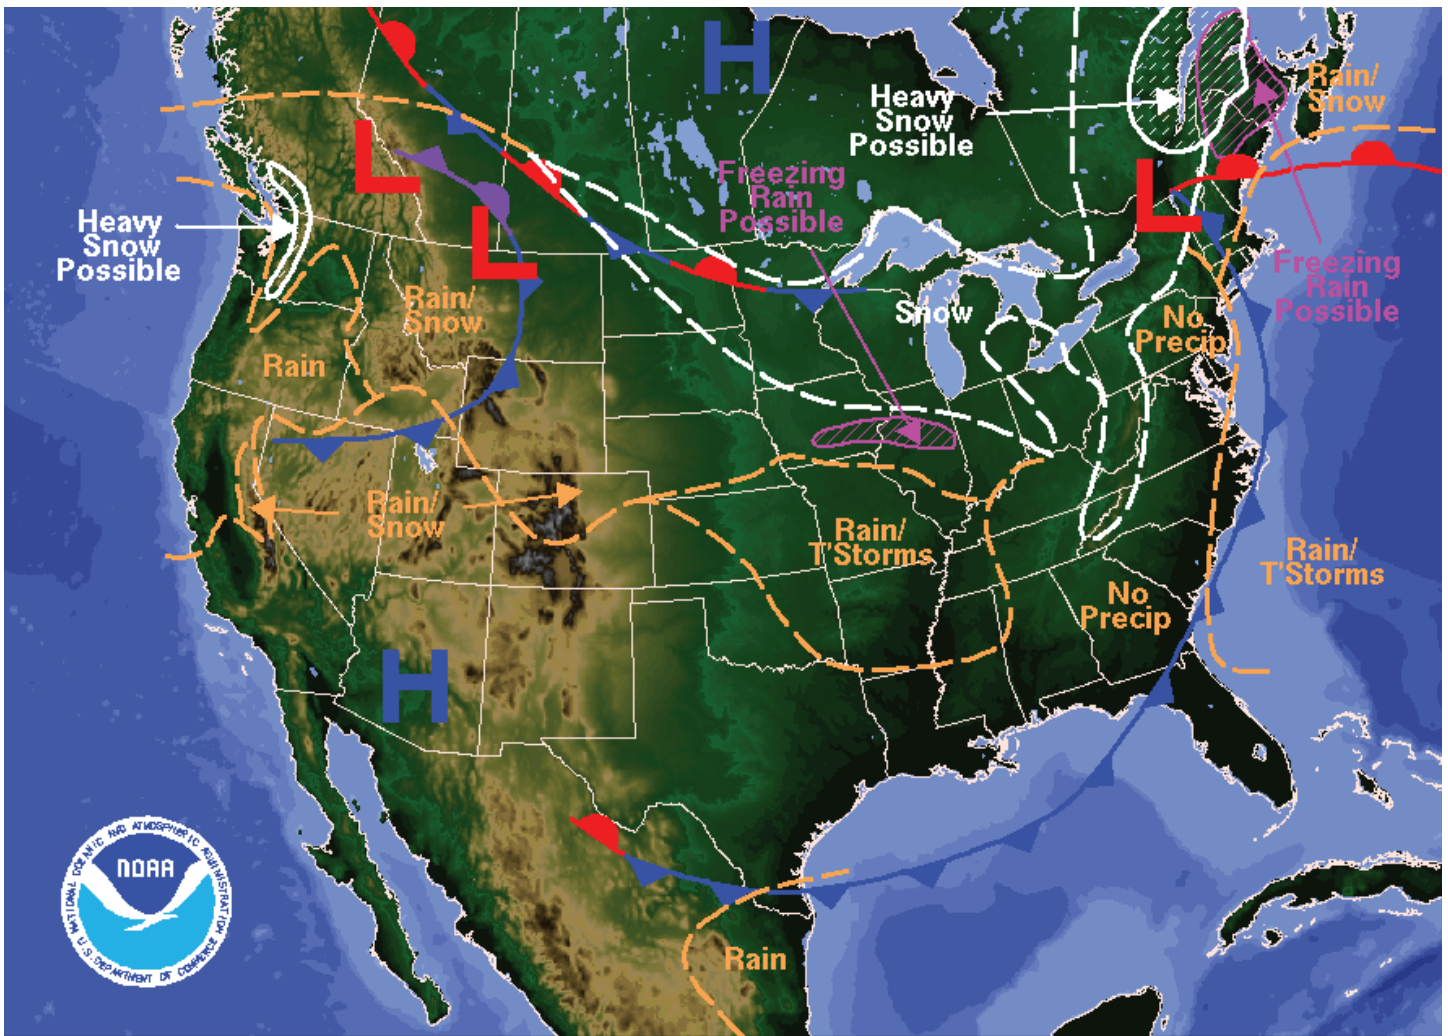 H
Heavy
Snow
Possible
Rain/
Snow
Freezing
Rain
Possible
L
L
L
Heavy
Snow
Possible
Freezing
Rain
Possible
Rain/
Snow
Snow
No
Precip
Rain
Rain/
Snow
Rain/
T'Storms
Rain/
T'Storms
No
Precip
H
Rain
NATIONAL OCEANIC AND ATMOSPHERIC ADMINISTRATION
NOAA
U.S. DEPARTMENT OF COMMERCE